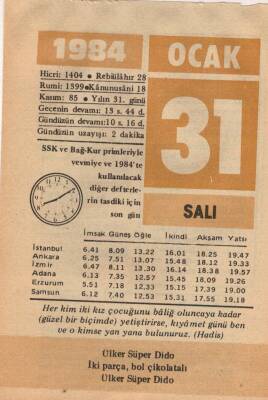 1984
OCAK
31
SALI
Hicri: 1404 ● Rebiülâhır 28
Rumi: 1399 ● Kânunusâni 18
Kasım: 85 ● Yılın 31. günü
Gecenin devamı: 13 s. 44 d.
Gündüzün devamı: 10 s. 16 d.
Gündüzün uzayışı: 2 dakika
SSK ve Bağ-Kur primleriyle
yevmiye ve 1984'te
kullanılacak
diğer defterle-
rin tasdiki için
son gün
İmsak Güneş Öğle İkindi Akşam Yatsı
İstanbul 6.41 8.09 13.22 16.01 18.25 19.47
Ankara 6.25 7.51 13.07 15.48 18.12 19.33
İzmir 6.47 8.11 13.30 16.14 18.38 19.57
Adana 6.13 7.35 12.57 15.45 18.09 19.26
Erzurum 5.51 7.18 12.33 15.15 17.39 19.00
Samsun 6.12 7.40 12.53 15.31 17.55 19.18
Her kim iki kız çocuğunu bâliğ oluncaya kadar
(güzel bir biçimde) yetiştirirse, kıyâmet günü ben
ve o kimse yan yana bulunuruz. (Hadis)
Ülker Süper Dido
İki parça, bol çikolatalı
Ülker Süper Dido